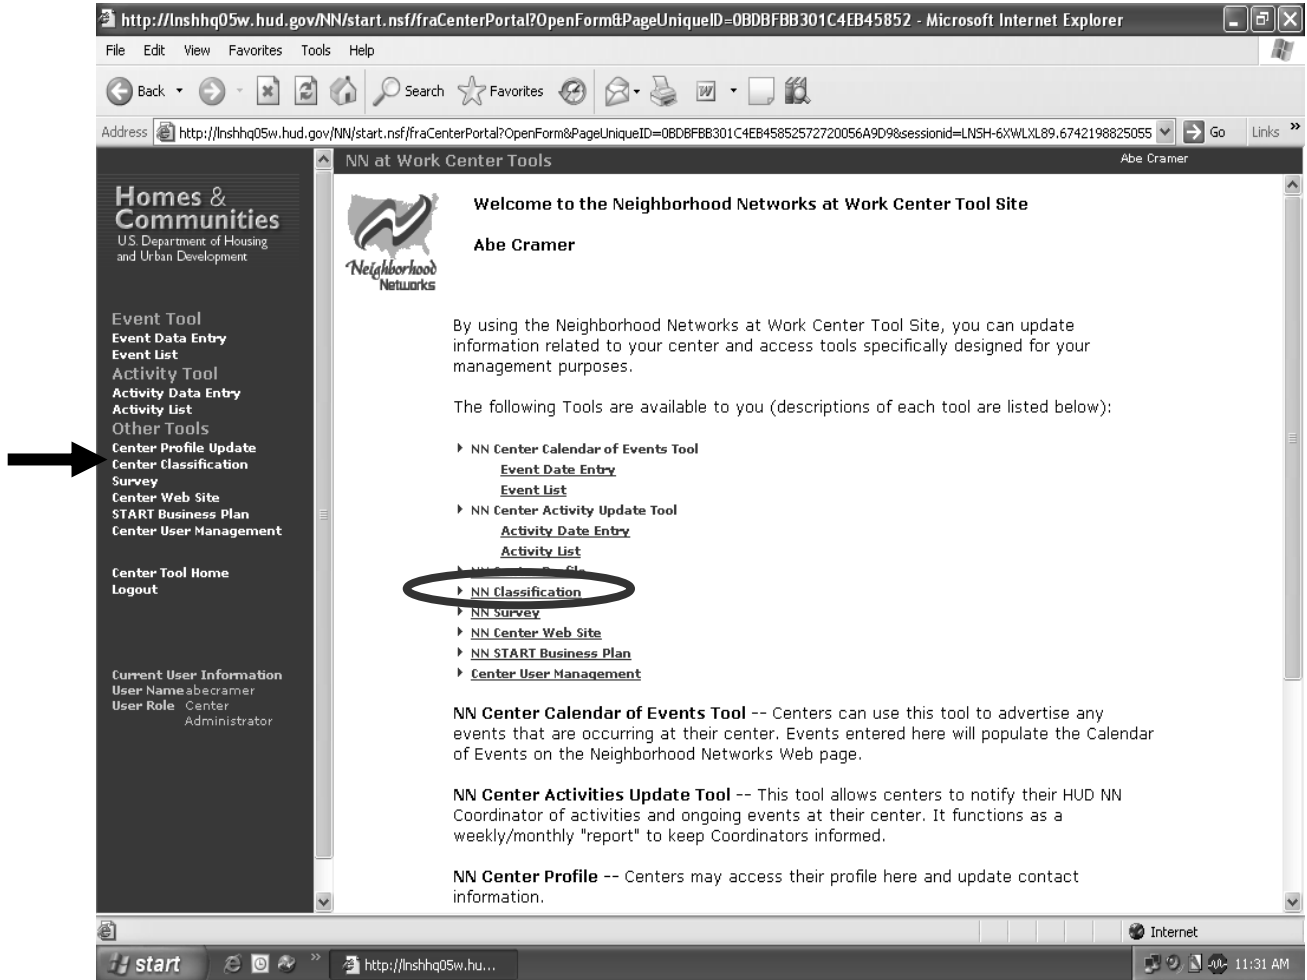 http://lnshhq05w.hud.gov/NN/start.nsf/fraCenterPortal?OpenForm&PageUniqueID=0BDBFBB301C4EB45852 - Microsoft Internet Explorer
File Edit View Favorites Tools Help
Back Search Favorites
Address http://lnshhq05w.hud.gov/NN/start.nsf/fraCenterPortal?OpenForm&PageUniqueID=0BDBFBB301C4EB45852572720056A9D9&sessionid=LNSH-6XWLXL89.6742198825055 Go Links »
NN at Work Center Tools Abe Cramer
Homes &
Communities
U.S. Department of Housing
and Urban Development
Event Tool
Event Data Entry
Event List
Activity Tool
Activity Data Entry
Activity List
Other Tools
Center Profile Update
Center Classification
Survey
Center Web Site
START Business Plan
Center User Management
Center Tool Home
Logout
Current User Information
User Name abecramer
User Role Center
Administrator
Neighborhood
Networks
Welcome to the Neighborhood Networks at Work Center Tool Site
Abe Cramer
By using the Neighborhood Networks at Work Center Tool Site, you can update
information related to your center and access tools specifically designed for your
management purposes.
The following Tools are available to you (descriptions of each tool are listed below):
NN Center Calendar of Events Tool
Event Date Entry
Event List
NN Center Activity Update Tool
Activity Date Entry
Activity List
NN Center Profile
NN Classification
NN Survey
NN Center Web Site
NN START Business Plan
Center User Management
NN Center Calendar of Events Tool -- Centers can use this tool to advertise any
events that are occurring at their center. Events entered here will populate the Calendar
of Events on the Neighborhood Networks Web page.
NN Center Activities Update Tool -- This tool allows centers to notify their HUD NN
Coordinator of activities and ongoing events at their center. It functions as a
weekly/monthly "report" to keep Coordinators informed.
NN Center Profile -- Centers may access their profile here and update contact
information.
Internet
start » http://lnshhq05w.hu... 11:31 AM